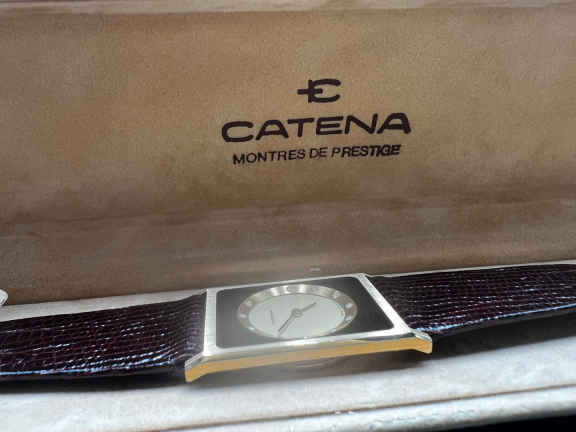 CATENA
MONTRES DE PRESTIGE